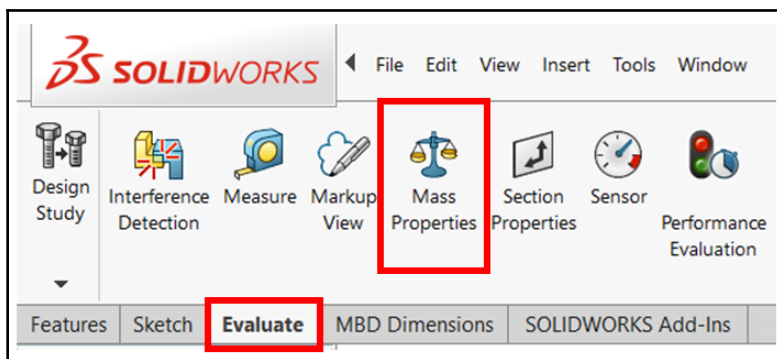 SOLIDWORKS
File Edit View Insert Tools Window
Design Study
Interference Detection
Measure
Markup View
Mass Properties
Section Properties
Sensor
Performance Evaluation
Features Sketch Evaluate MBD Dimensions SOLIDWORKS Add-Ins